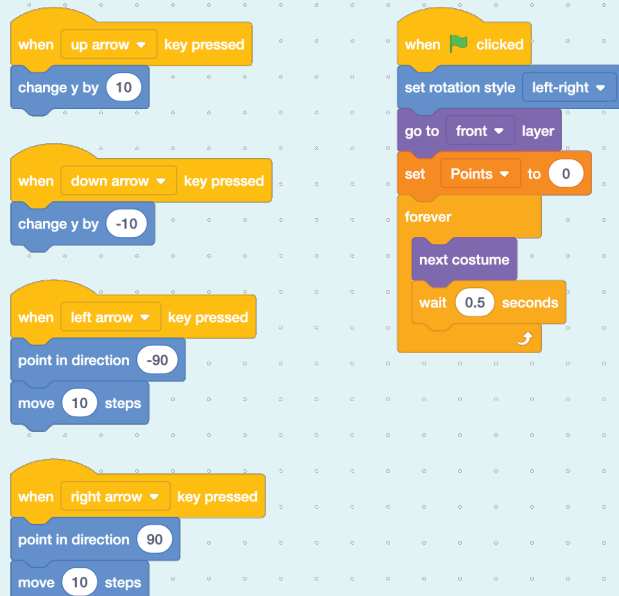 when up arrow key pressed
change y by 10
when down arrow key pressed
change y by -10
when left arrow key pressed
point in direction -90
move 10 steps
when right arrow key pressed
point in direction 90
move 10 steps
when clicked
set rotation style left-right
go to front layer
set Points to 0
forever
next costume
wait 0.5 seconds